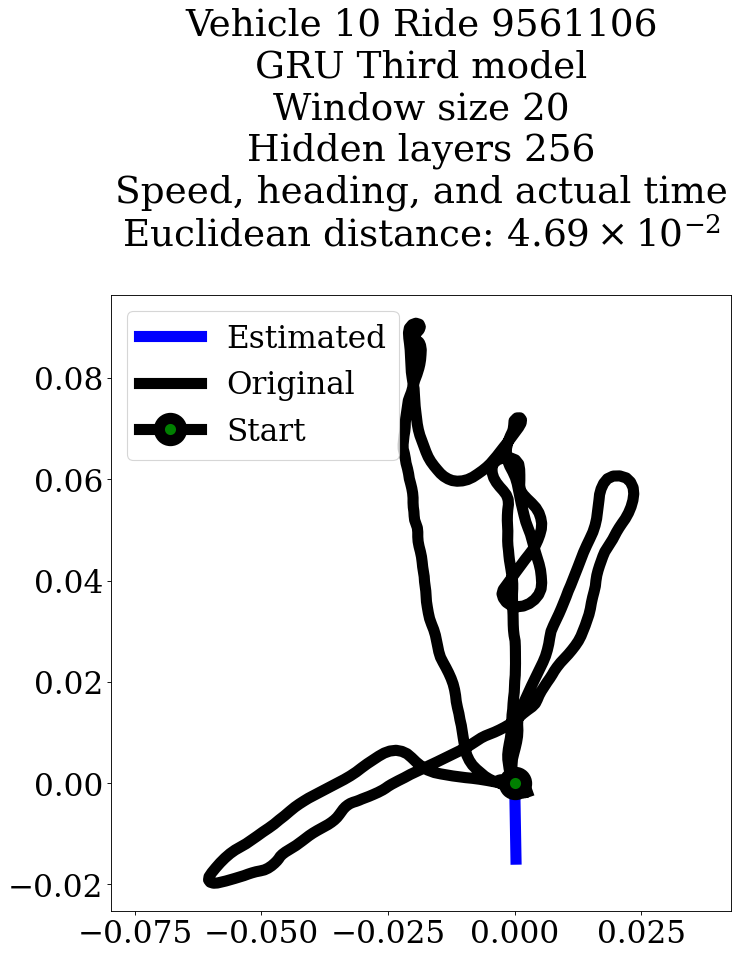 Vehicle 10 Ride 9561106
GRU Third model
Window size 20
Hidden layers 256
Speed, heading, and actual time
Euclidean distance: 4.69 × 10⁻²
Estimated
Original
Start
0.08
0.06
0.04
0.02
0.00
−0.02
−0.075 −0.050 −0.025 0.000 0.025